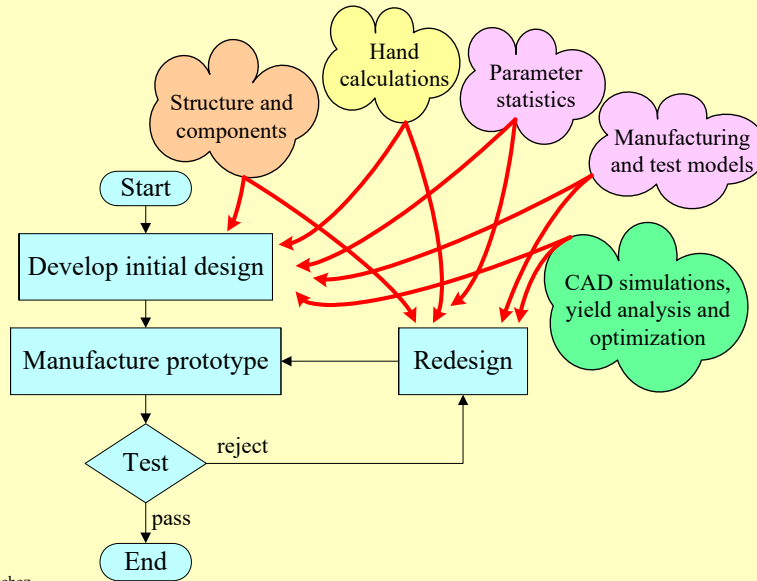 Hand
calculations
Parameter
statistics
Structure and
components
Manufacturing
and test models
Start
Develop initial design
CAD simulations,
yield analysis and
optimization
Manufacture prototype
Redesign
reject
Test
pass
End